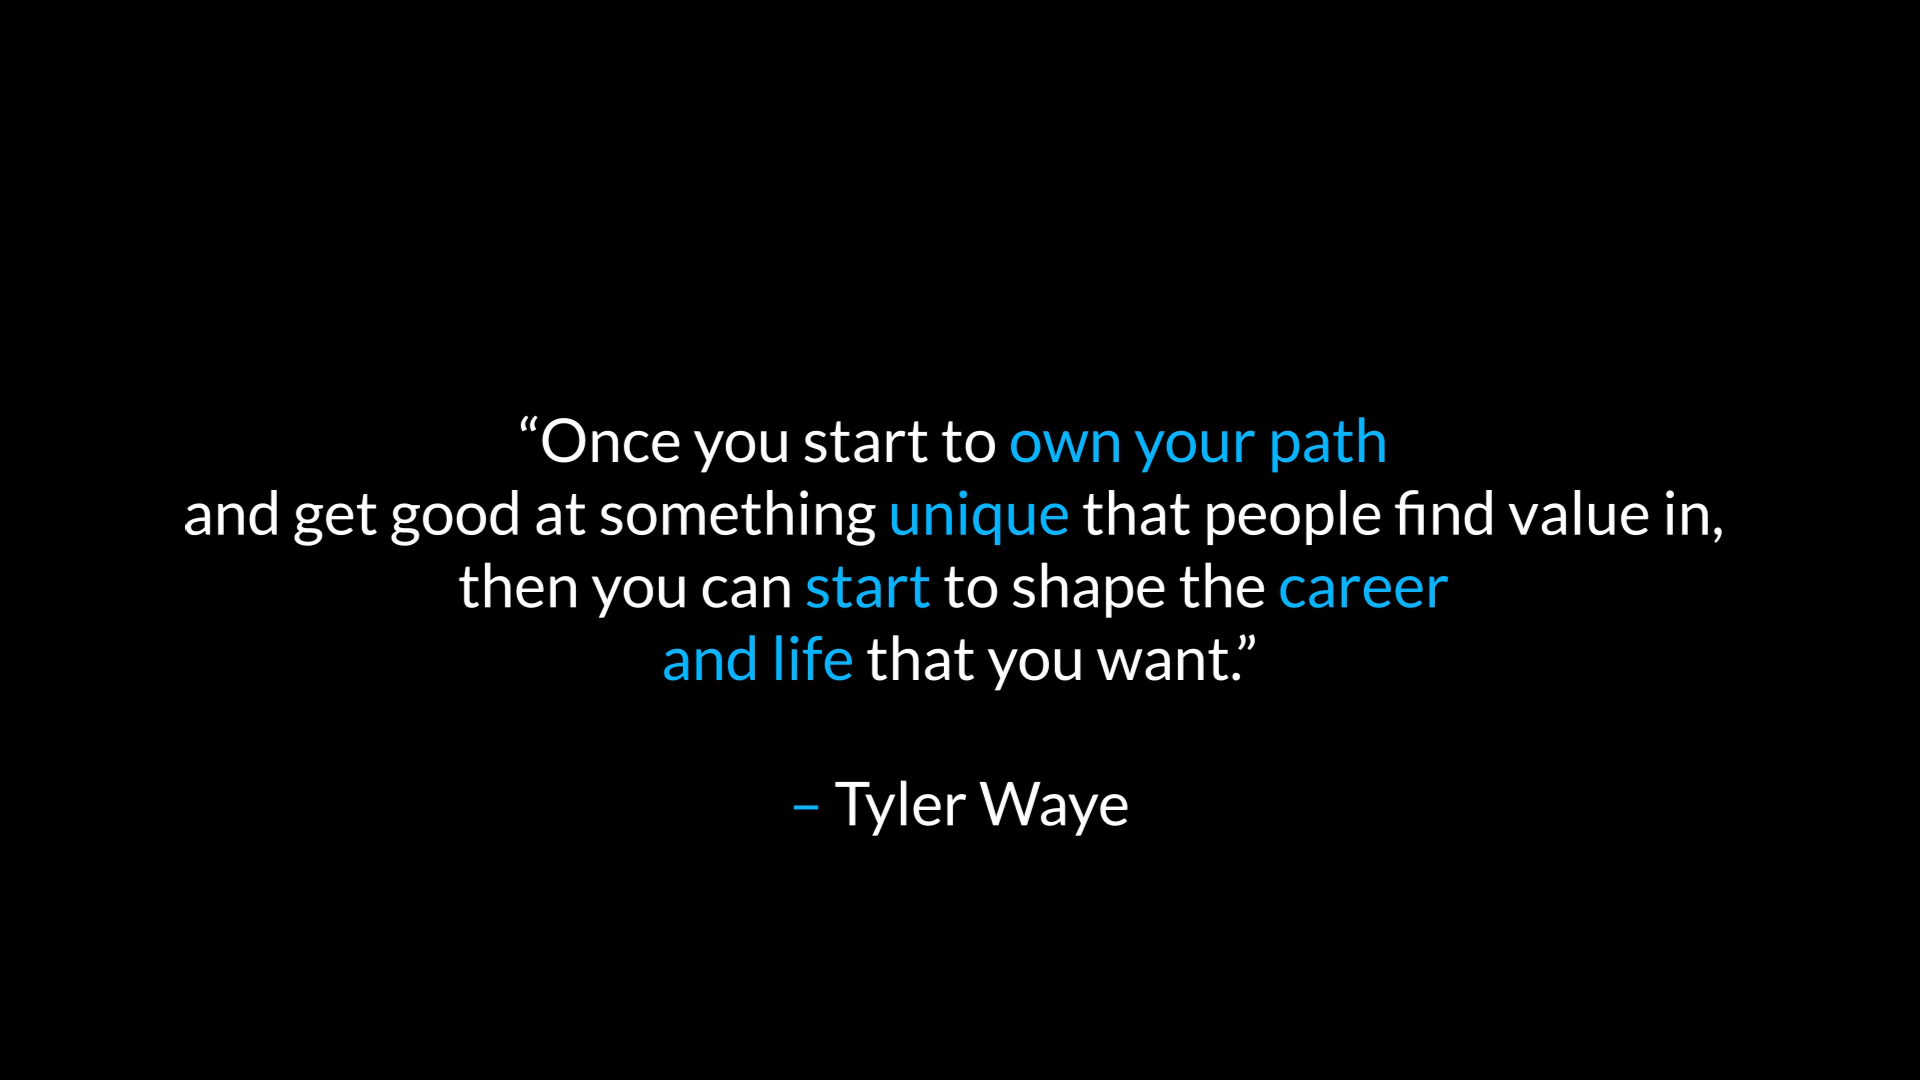 “Once you start to own your path
and get good at something unique that people find value in,
then you can start to shape the career
and life that you want.”
– Tyler Waye